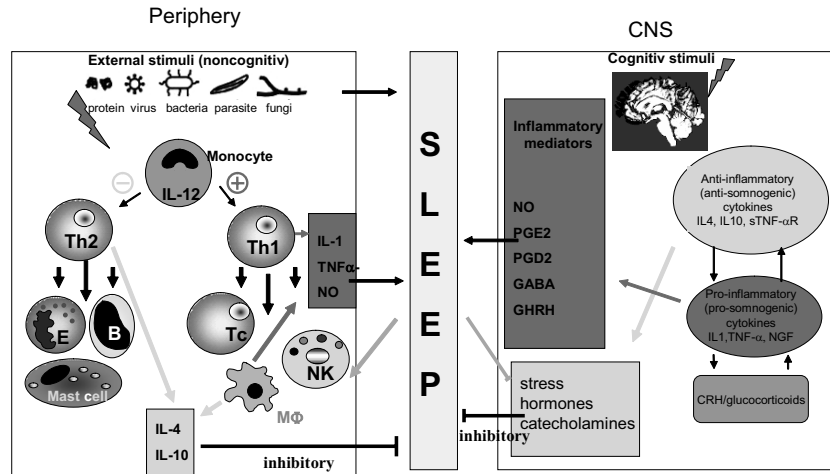 Periphery
External stimuli (noncognitiv)
protein virus bacteria parasite fungi
Monocyte
IL-12
Th2
Th1
IL-1
TNFα-
NO
E
B
Tc
NK
Mast cell
MΦ
IL-4
IL-10
inhibitory
S
L
E
E
P
CNS
Cognitiv stimuli
Inflammatory
mediators
NO
PGE2
PGD2
GABA
GHRH
Anti-inflammatory
(anti-somnogenic)
cytokines
IL4, IL10, sTNF-αR
Pro-inflammatory
(pro-somnogenic)
cytokines
IL1,TNF-α, NGF
CRH/glucocorticoids
stress
hormones
catecholamines
inhibitory